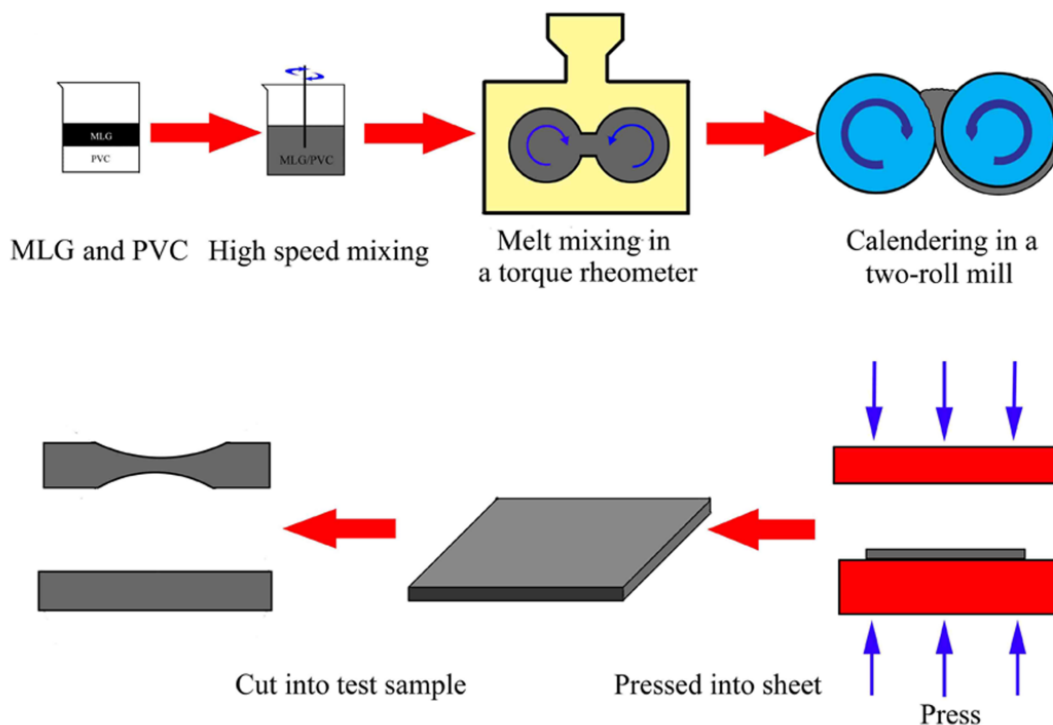 MLG
PVC
MLG/PVC
MLG and PVC
High speed mixing
Melt mixing in
a torque rheometer
Calendering in a
two-roll mill
Cut into test sample
Pressed into sheet
Press